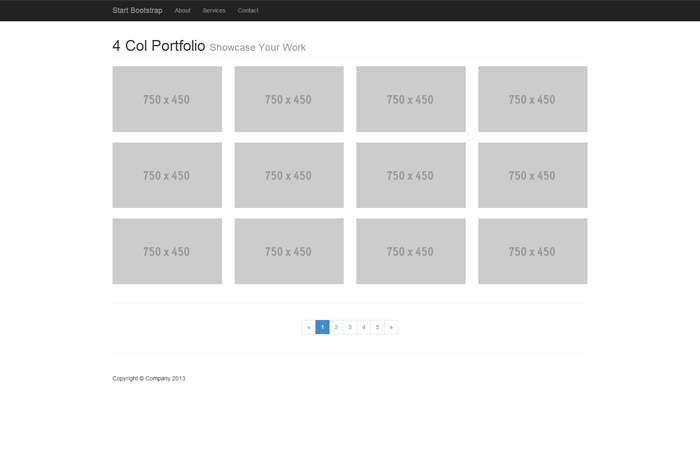 Start Bootstrap About Services Contact
4 Col Portfolio Showcase Your Work
750 x 450 750 x 450 750 x 450 750 x 450
750 x 450 750 x 450 750 x 450 750 x 450
750 x 450 750 x 450 750 x 450 750 x 450
« 1 2 3 4 5 »
Copyright © Company 2013